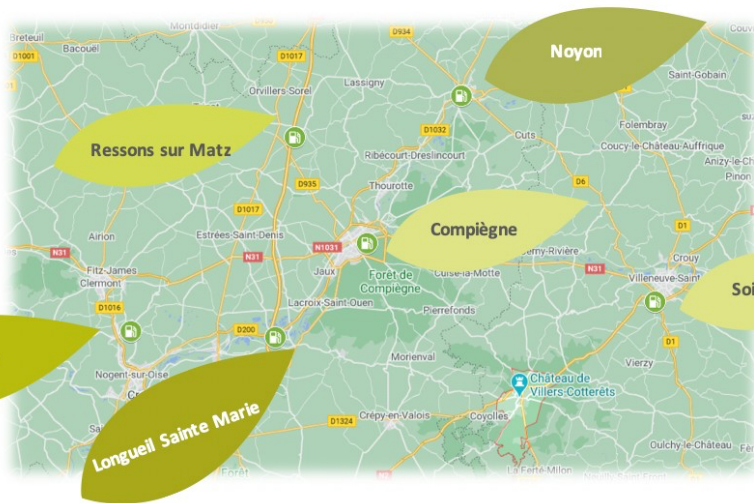 Montdidier
D934
Noyon
Breteuil
Bacouël
D1001
D1017
Lassigny
Saint-Gobain
Orvillers-Sorel
Folembray
D1032
Cuts
Ressons sur Matz
Ribécourt-Dreslincourt
Coucy-le-Château-Auffrique
Anizy-le-Ch
Pinon
D935
Thourotte
D6
D1017
Compiègne
D1
Airion
Estrées-Saint-Denis
N1031
Crouy
N31
N31
Jaux
Forêt de
Compiègne
Cuise-la-Motte
N31
Villeneuve-Saint
Fitz-James
Clermont
Soi
Lacroix-Saint-Ouen
Pierrefonds
D1016
D200
D1
Morienval
Vierzy
Nogent-sur-Oise
Château de
Villers-Cotterêts
Longueil Sainte Marie
D1324
Crépy-en-Valois
Coyolles
Oulchy-le-Château
La Ferté-Milon
N1